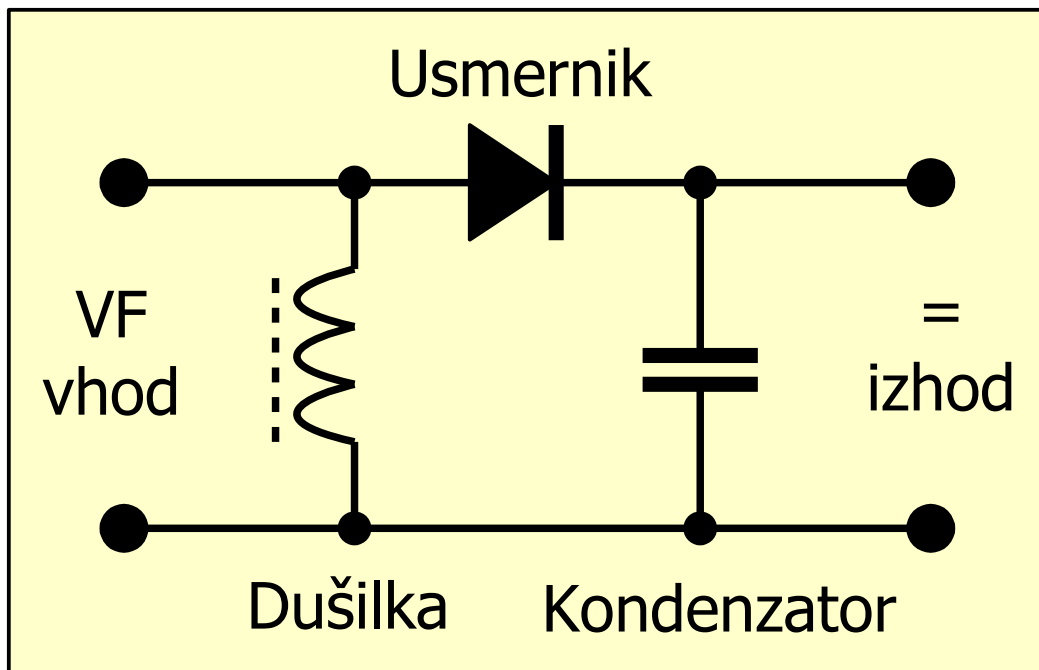 Usmernik
VF
vhod
=
izhod
Dušilka
Kondenzator